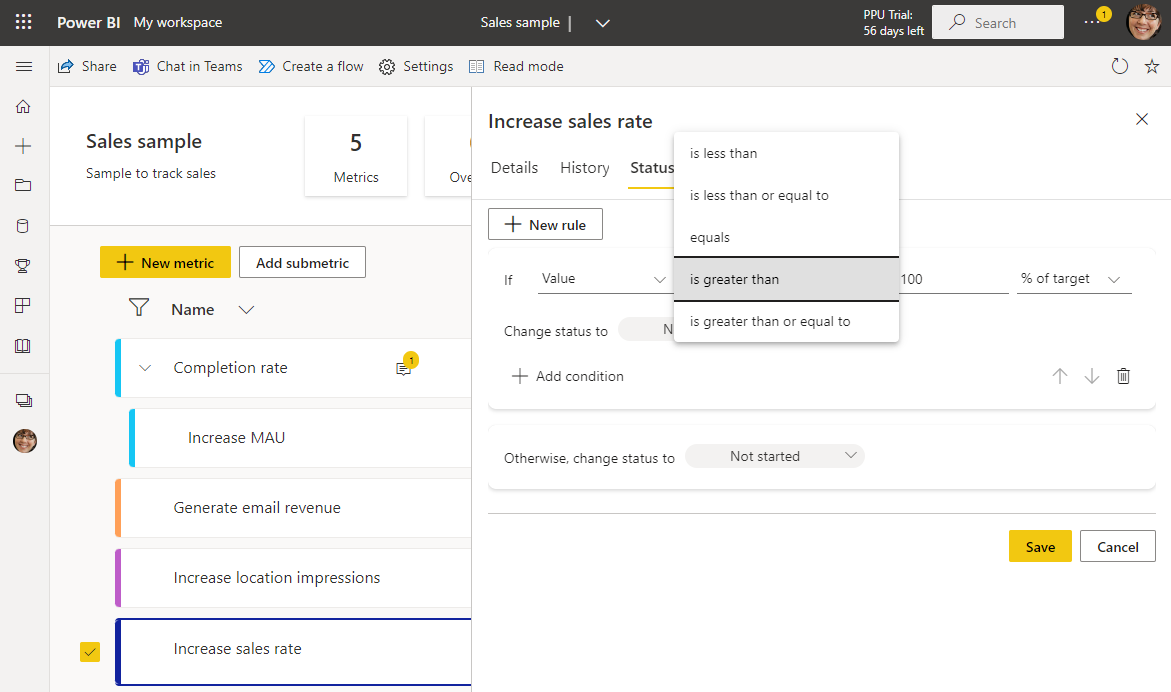 Power BI My workspace
Sales sample |
PPU Trial:
56 days left
Search
1
Share
Chat in Teams
Create a flow
Settings
Read mode
Sales sample
Sample to track sales
5
Metrics
New metric
Add submetric
Name
Completion rate
1
Increase MAU
Generate email revenue
Increase location impressions
Increase sales rate
Increase sales rate
Details
History
Status
New rule
If
Value
is less than
is less than or equal to
equals
is greater than
is greater than or equal to
100
% of target
Change status to
Add condition
Otherwise, change status to
Not started
Save
Cancel